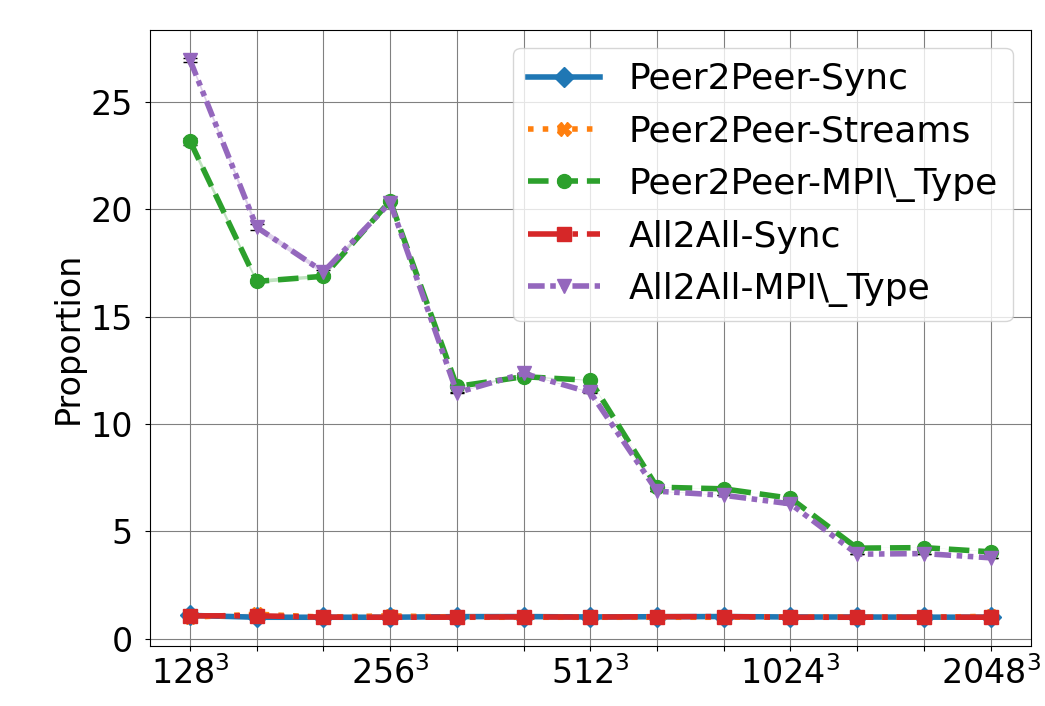 Peer2Peer-Sync
Peer2Peer-Streams
Peer2Peer-MPI\_Type
All2All-Sync
All2All-MPI\_Type
Proportion
25
20
15
10
5
0
128³ 256³ 512³ 1024³ 2048³